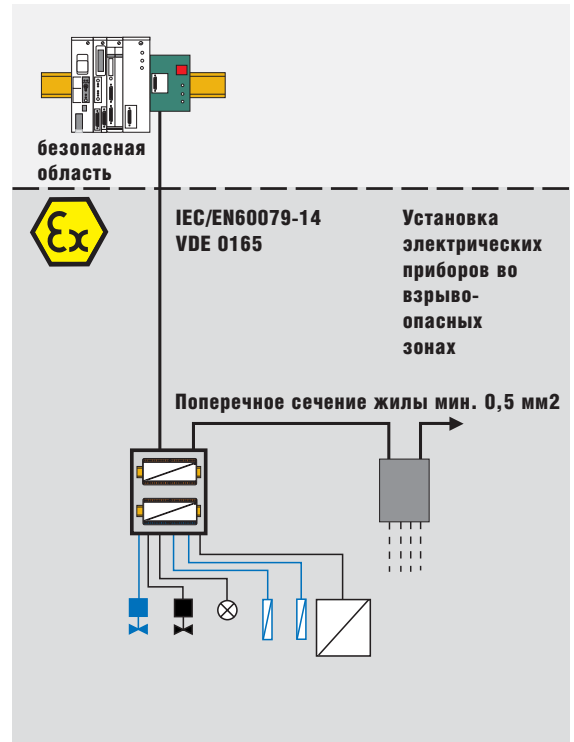 безопасная
область
Ex
IEC/EN60079-14
VDE 0165
Установка
электрических
приборов во
взрыво-
опасных
зонах
Поперечное сечение жилы мин. 0,5 мм2